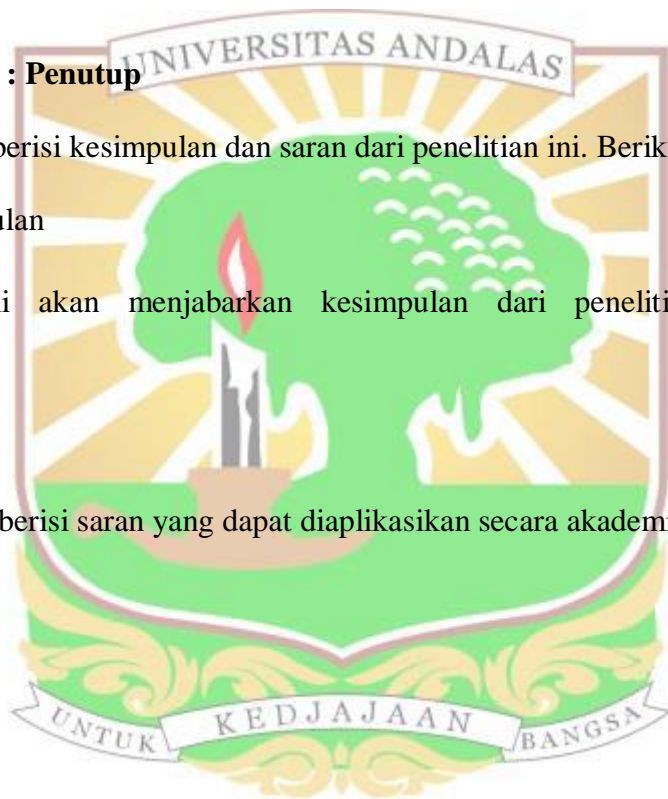 UNIVERSITAS ANDALAS
: Penutup
berisi kesimpulan dan saran dari penelitian ini. Berik
ulan
i akan menjabarkan kesimpulan dari peneliti
berisi saran yang dapat diaplikasikan secara akademi
UNTUK KEDJAJAAN BANGSA